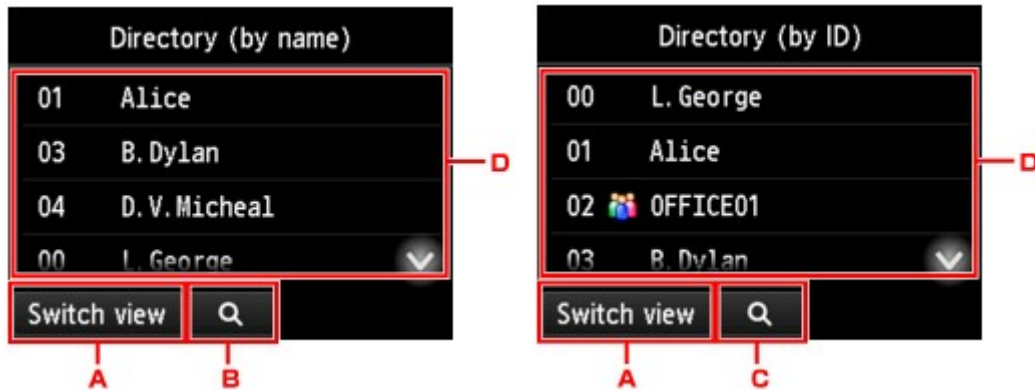 Directory (by name)
01 Alice
03 B.Dylan
04 D.V.Micheal
00 L.George
Switch view
D
A
B
Directory (by ID)
00 L.George
01 Alice
02 OFFICE01
03 B.Dylan
Switch view
D
A
C